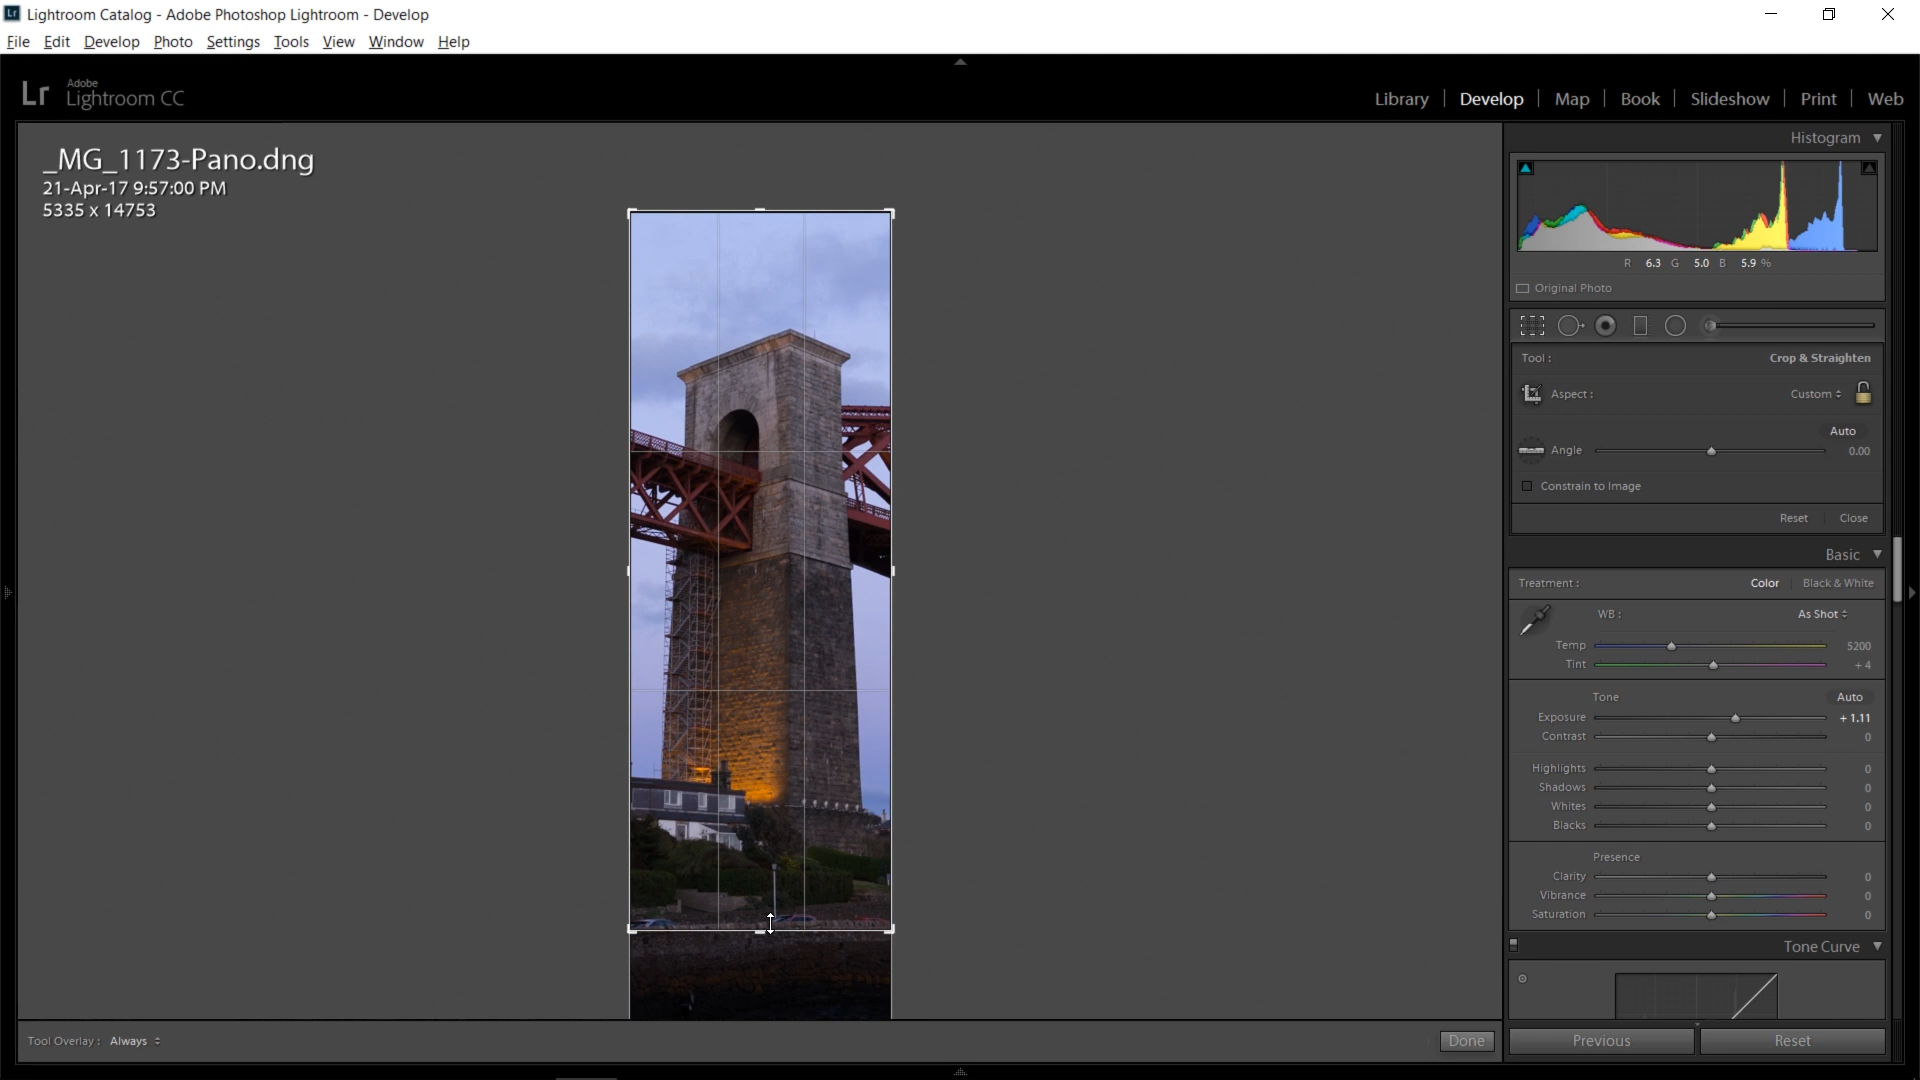 Lightroom Catalog - Adobe Photoshop Lightroom - Develop
File Edit Develop Photo Settings Tools View Window Help
Lr Adobe
Lightroom CC
Library | Develop | Map | Book | Slideshow | Print | Web
_MG_1173-Pano.dng
21-Apr-17 9:57:00 PM
5335 x 14753
Histogram
R 6.3 G 5.0 B 5.9 %
Original Photo
Tool : Crop & Straighten
Aspect : Custom
Auto
Angle 0.00
Constrain to Image
Reset Close
Basic
Treatment : Color Black & White
WB : As Shot
Temp 5200
Tint + 4
Tone Auto
Exposure + 1.11
Contrast 0
Highlights 0
Shadows 0
Whites 0
Blacks 0
Presence
Clarity 0
Vibrance 0
Saturation 0
Tone Curve
Tool Overlay : Always Done Previous Reset